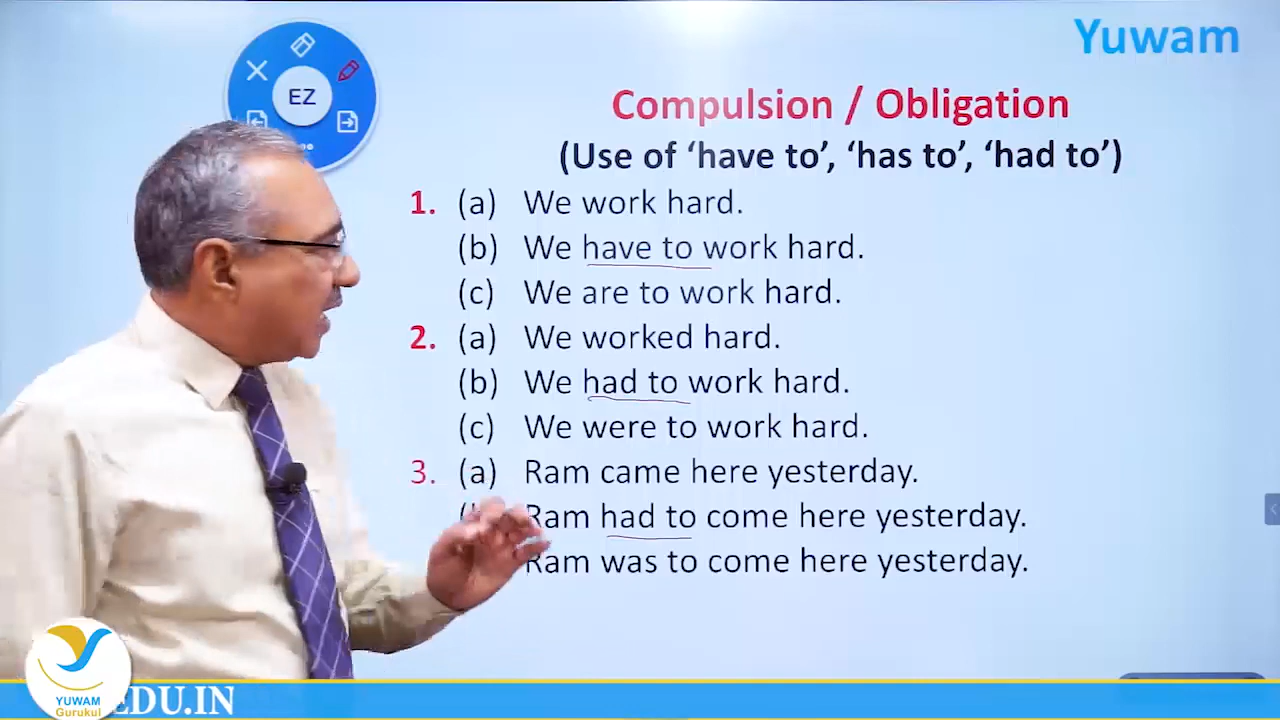 Yuwam
EZ
Compulsion / Obligation
(Use of ‘have to’, ‘has to’, ‘had to’)
1. (a) We work hard.
(b) We have to work hard.
(c) We are to work hard.
2. (a) We worked hard.
(b) We had to work hard.
(c) We were to work hard.
3. (a) Ram came here yesterday.
Ram had to come here yesterday.
Ram was to come here yesterday.
YUWAM
Gurukul
EDU.IN